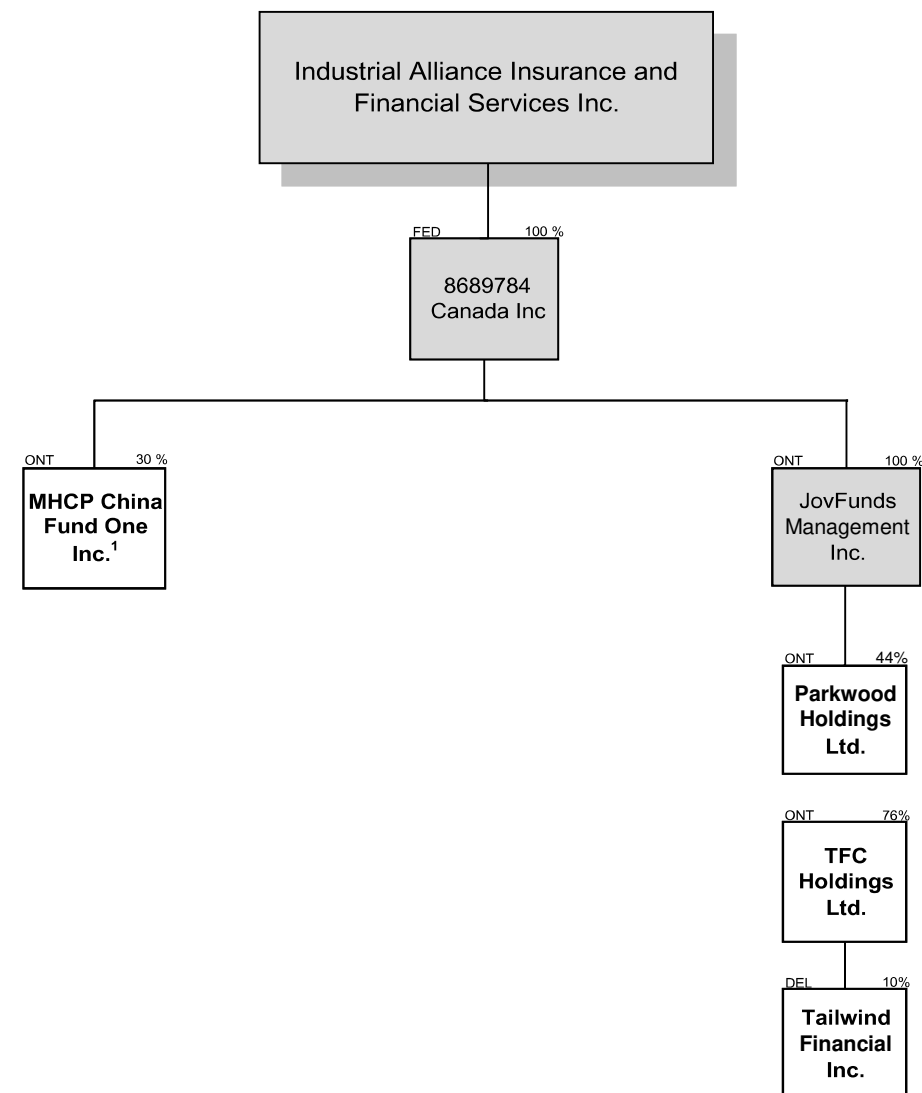 Industrial Alliance Insurance and
Financial Services Inc.
FED 100 %
8689784
Canada Inc
ONT 30 %
MHCP China
Fund One
Inc.1
ONT 100 %
JovFunds
Management
Inc.
ONT 44%
Parkwood
Holdings
Ltd.
ONT 76%
TFC
Holdings
Ltd.
DEL 10%
Tailwind
Financial
Inc.